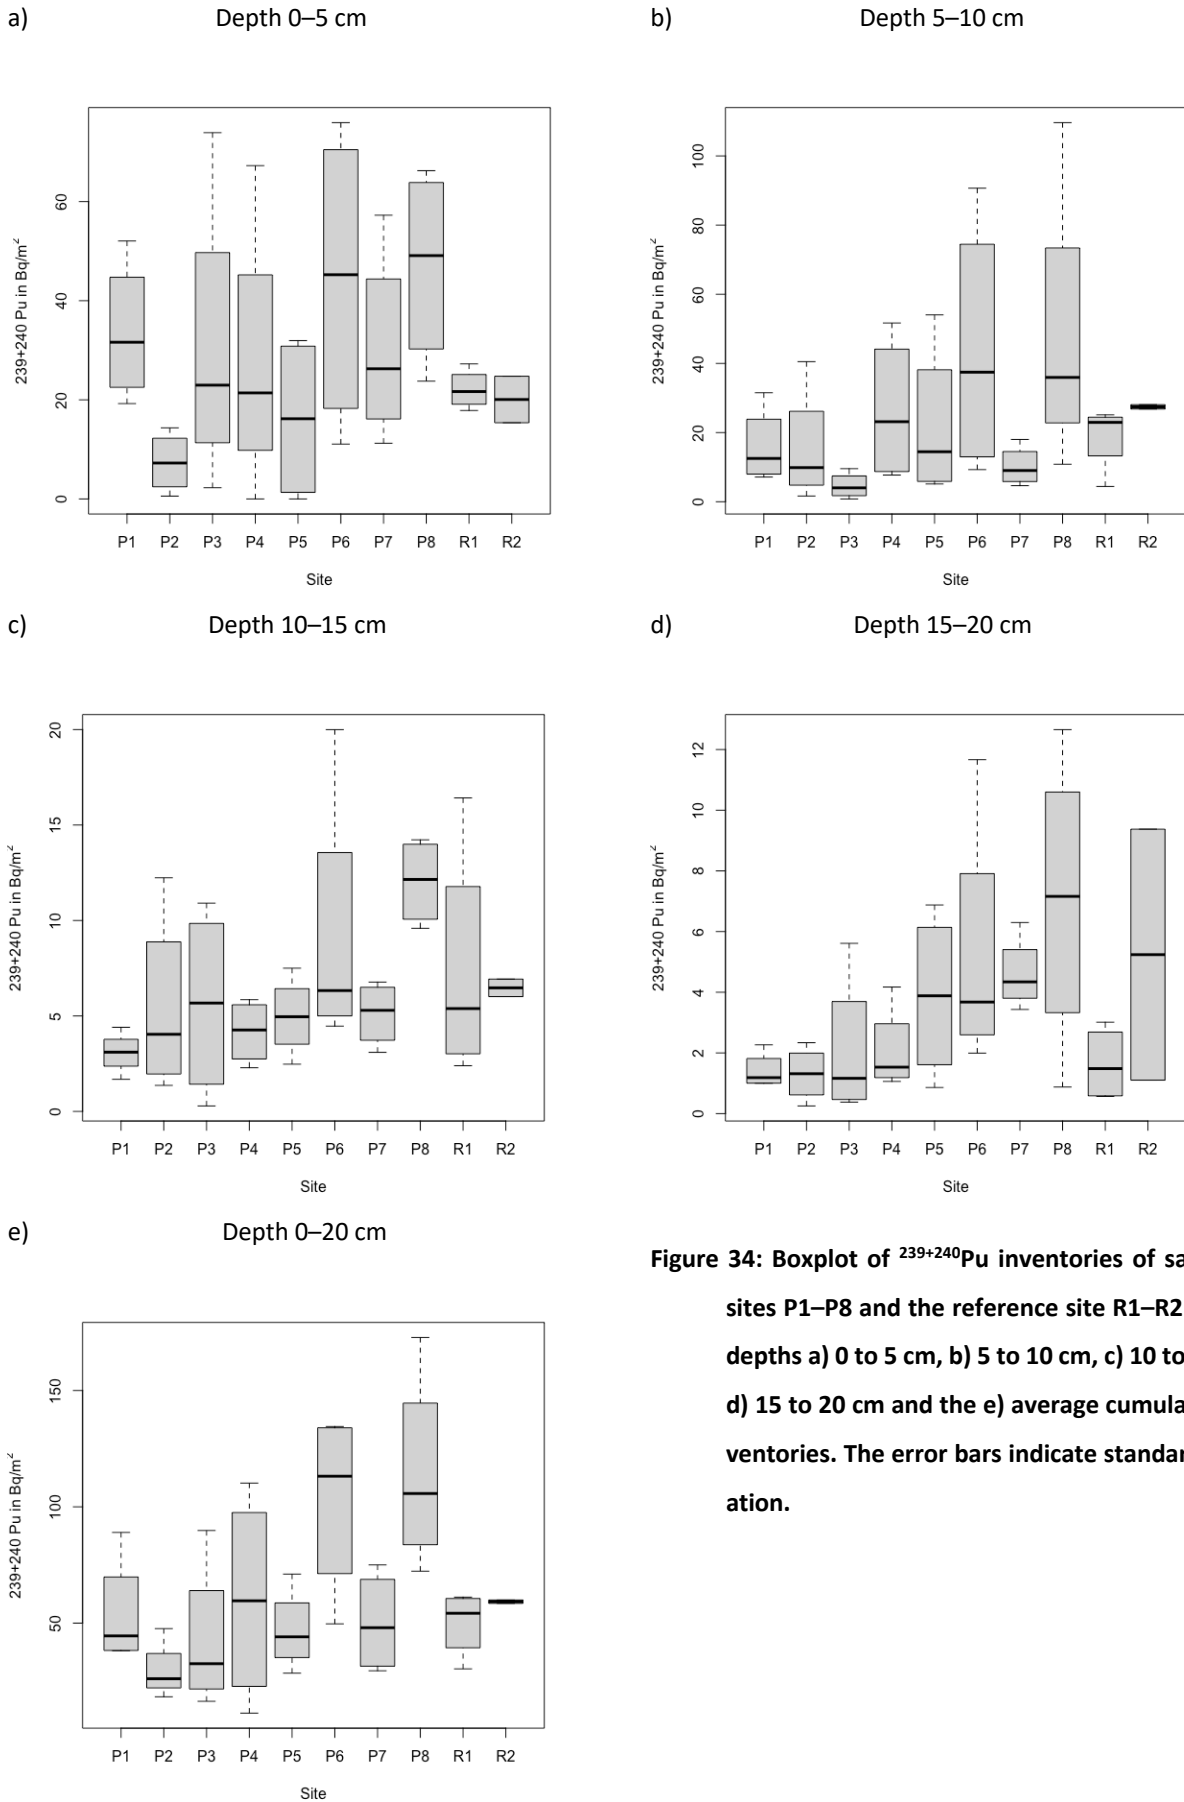 a)
Depth 0–5 cm
239+240 Pu in Bq/m²
0
20
40
60
P1 P2 P3 P4 P5 P6 P7 P8 R1 R2
Site
b)
Depth 5–10 cm
239+240 Pu in Bq/m²
0
20
40
60
80
100
P1 P2 P3 P4 P5 P6 P7 P8 R1 R2
Site
c)
Depth 10–15 cm
239+240 Pu in Bq/m²
0
5
10
15
20
P1 P2 P3 P4 P5 P6 P7 P8 R1 R2
Site
d)
Depth 15–20 cm
239+240 Pu in Bq/m²
0
2
4
6
8
10
12
P1 P2 P3 P4 P5 P6 P7 P8 R1 R2
Site
e)
Depth 0–20 cm
239+240 Pu in Bq/m²
50
100
150
P1 P2 P3 P4 P5 P6 P7 P8 R1 R2
Site
Figure 34: Boxplot of ²³⁹⁺²⁴⁰Pu inventories of sa
sites P1–P8 and the reference site R1–R2
depths a) 0 to 5 cm, b) 5 to 10 cm, c) 10 to
d) 15 to 20 cm and the e) average cumula
ventories. The error bars indicate standar
ation.